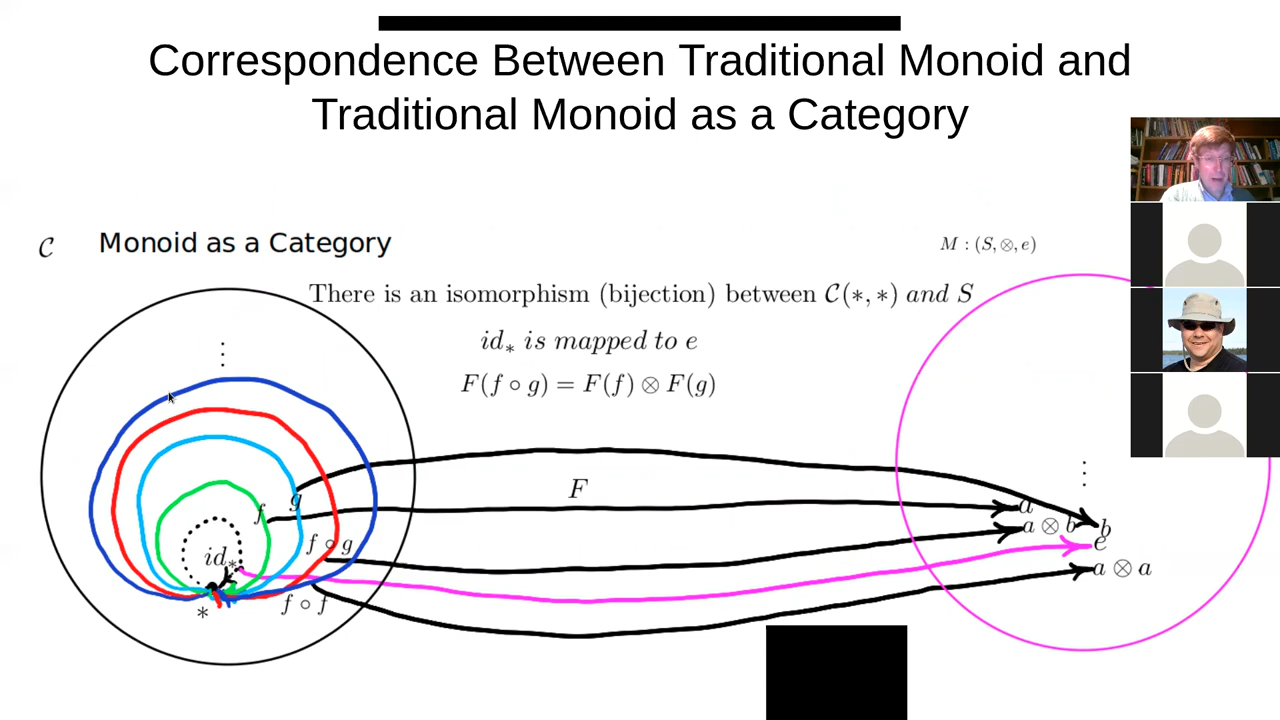 Correspondence Between Traditional Monoid and
Traditional Monoid as a Category
𝒞 Monoid as a Category
M : (S, ⊗, e)
There is an isomorphism (bijection) between 𝒞(*, *) and S
id* is mapped to e
F(f ∘ g) = F(f) ⊗ F(g)
⋮
⋮
F
g
f
a
a ⊗ b
b
f ∘ g
e
id*
a ⊗ a
f ∘ f
*